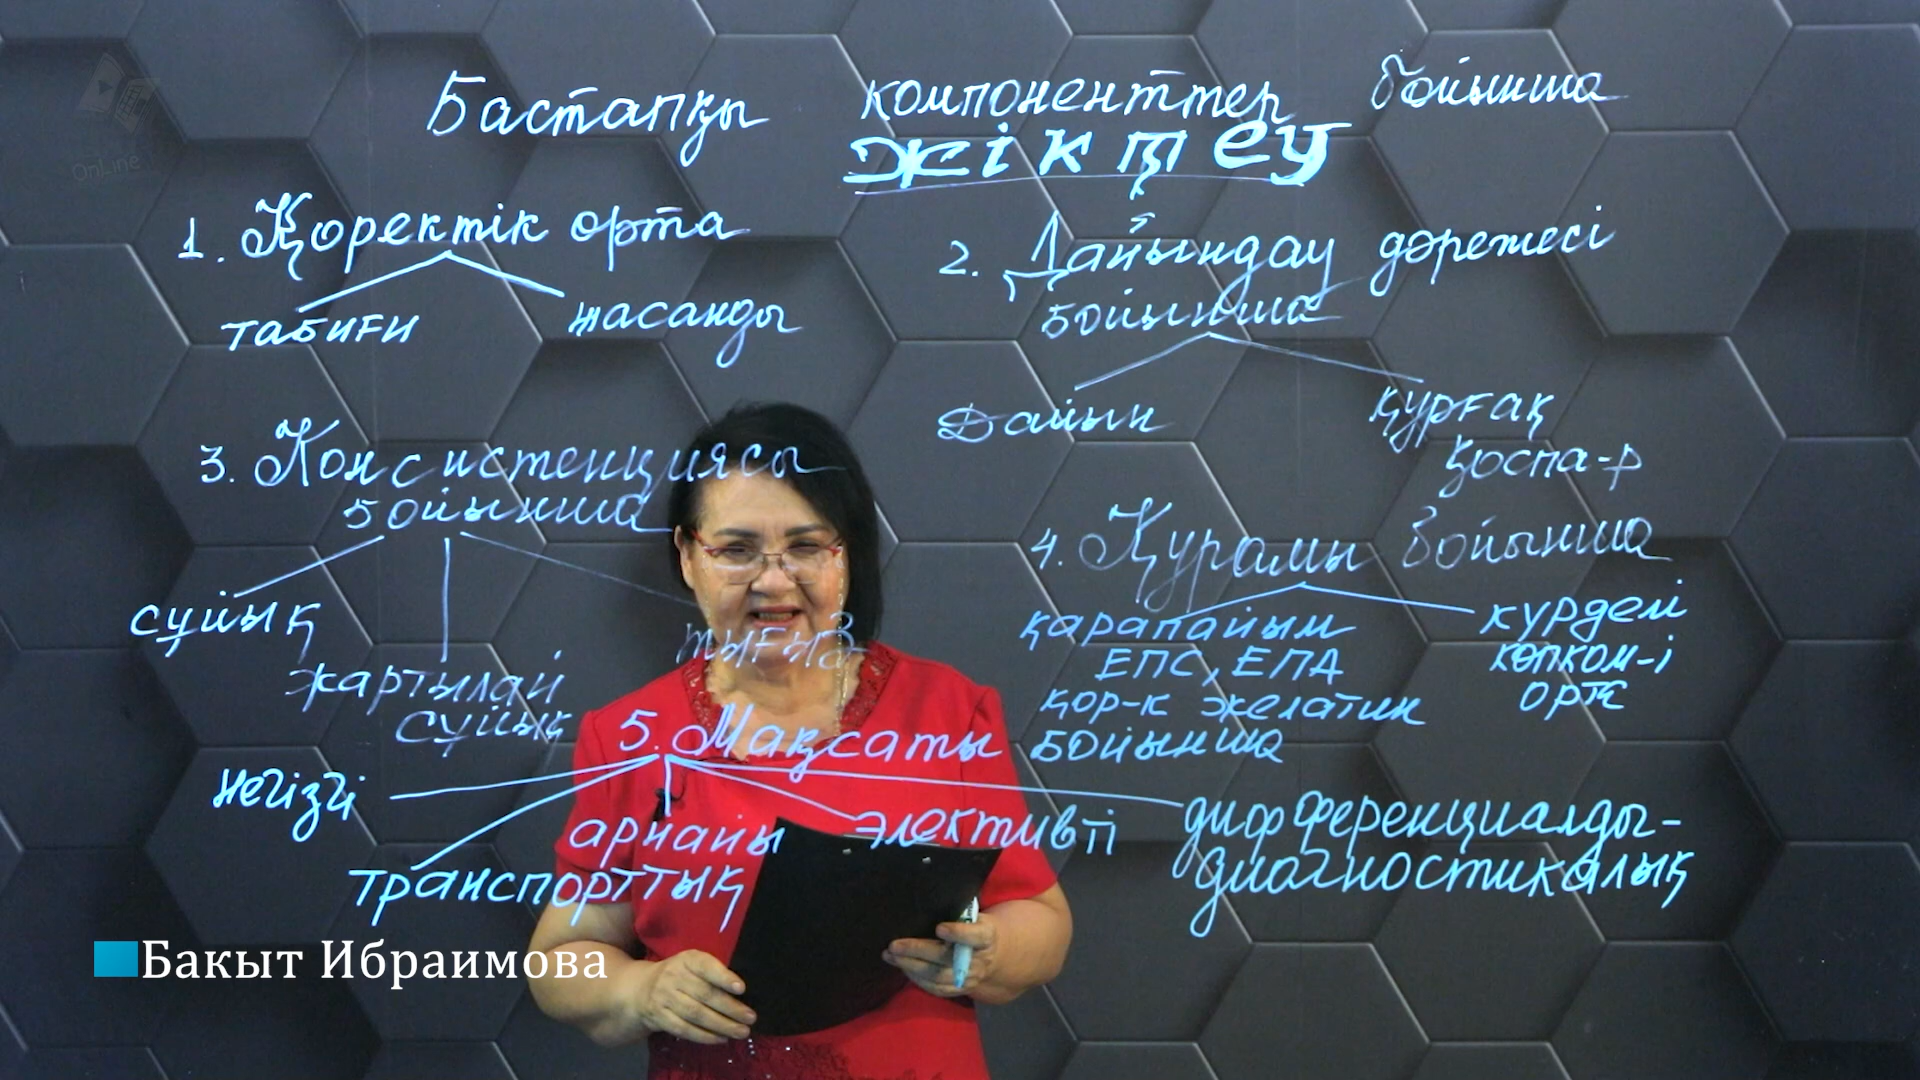 Бастапқы компоненттер бойынша
жіктеу
1. Қоректік орта
табиғи
жасанды
2. Дайындау дәрежесі
бойынша
Дайын
құрғақ
қоспа-р
3. Консистенциясы
бойынша
сұйық
жартылай
сұйық
тығыз
4. Құрамы бойынша
қарапайым
ЕПС, ЕПА
қор-к желатин
күрделі
көпком-і
орта
5. Мақсаты бойынша
негізгі
транспорттық
арнайы
элективті
дифференциалды-
диагностикалық
Бакыт Ибраимова
OnLine